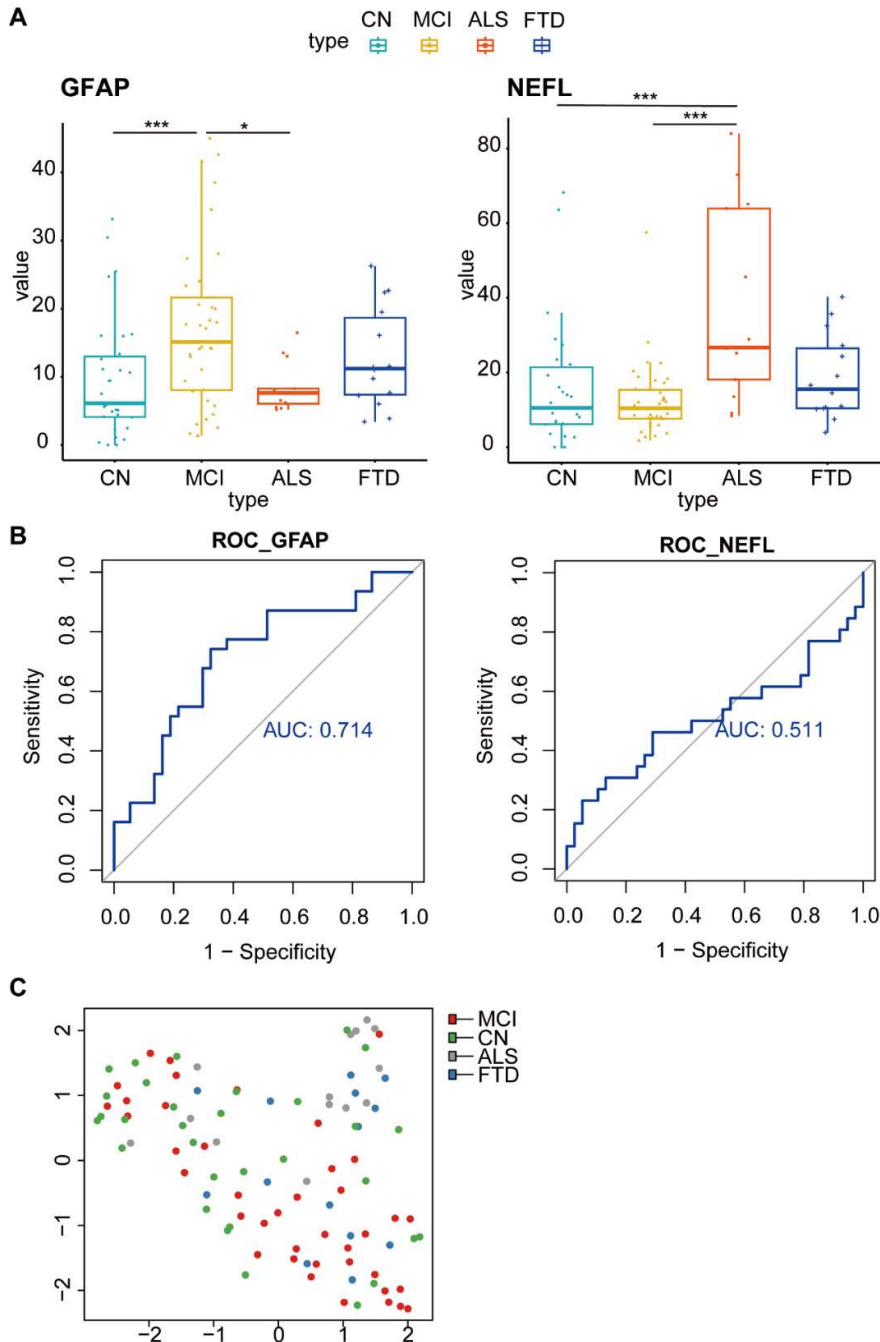 A
CN MCI ALS FTD
type
GFAP
***
*
value
40
30
20
10
0
CN MCI ALS FTD
type
NEFL
***
***
value
80
60
40
20
0
CN MCI ALS FTD
type
B
ROC_GFAP
Sensitivity
1.0
0.8
0.6
0.4
0.2
0.0
AUC: 0.714
0.0 0.2 0.4 0.6 0.8 1.0
1 − Specificity
ROC_NEFL
Sensitivity
1.0
0.8
0.6
0.4
0.2
0.0
AUC: 0.511
0.0 0.2 0.4 0.6 0.8 1.0
1 − Specificity
C
2
1
0
−1
−2
−2 −1 0 1 2
MCI
CN
ALS
FTD